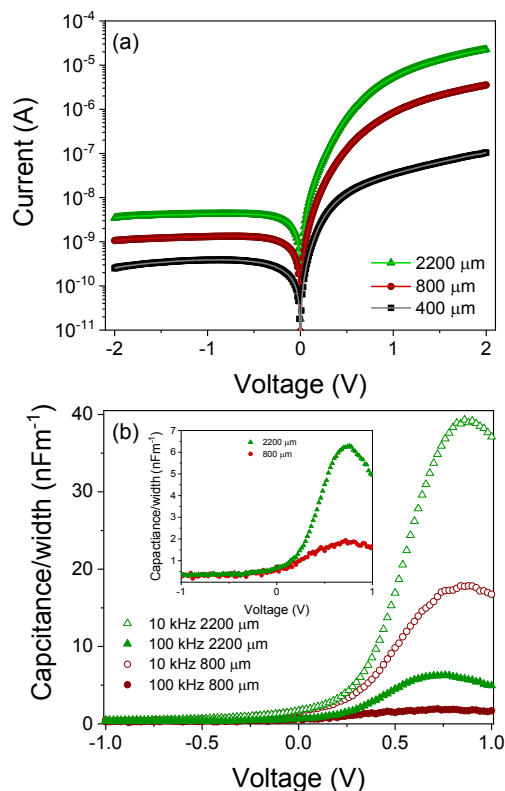 (a)
10⁻⁴
10⁻⁵
10⁻⁶
10⁻⁷
10⁻⁸
10⁻⁹
10⁻¹⁰
10⁻¹¹
Current (A)
2200 μm
800 μm
400 μm
-2 -1 0 1 2
Voltage (V)
(b)
40
30
20
10
0
Capcitance/width (nFm⁻¹)
7
6
5
4
3
2
1
Capactiance/width (nFm⁻¹)
2200 μm
800 μm
-1 0 1
Voltage (V)
10 kHz 2200 μm
100 kHz 2200 μm
10 kHz 800 μm
100 kHz 800 μm
-1.0 -0.5 0.0 0.5 1.0
Voltage (V)